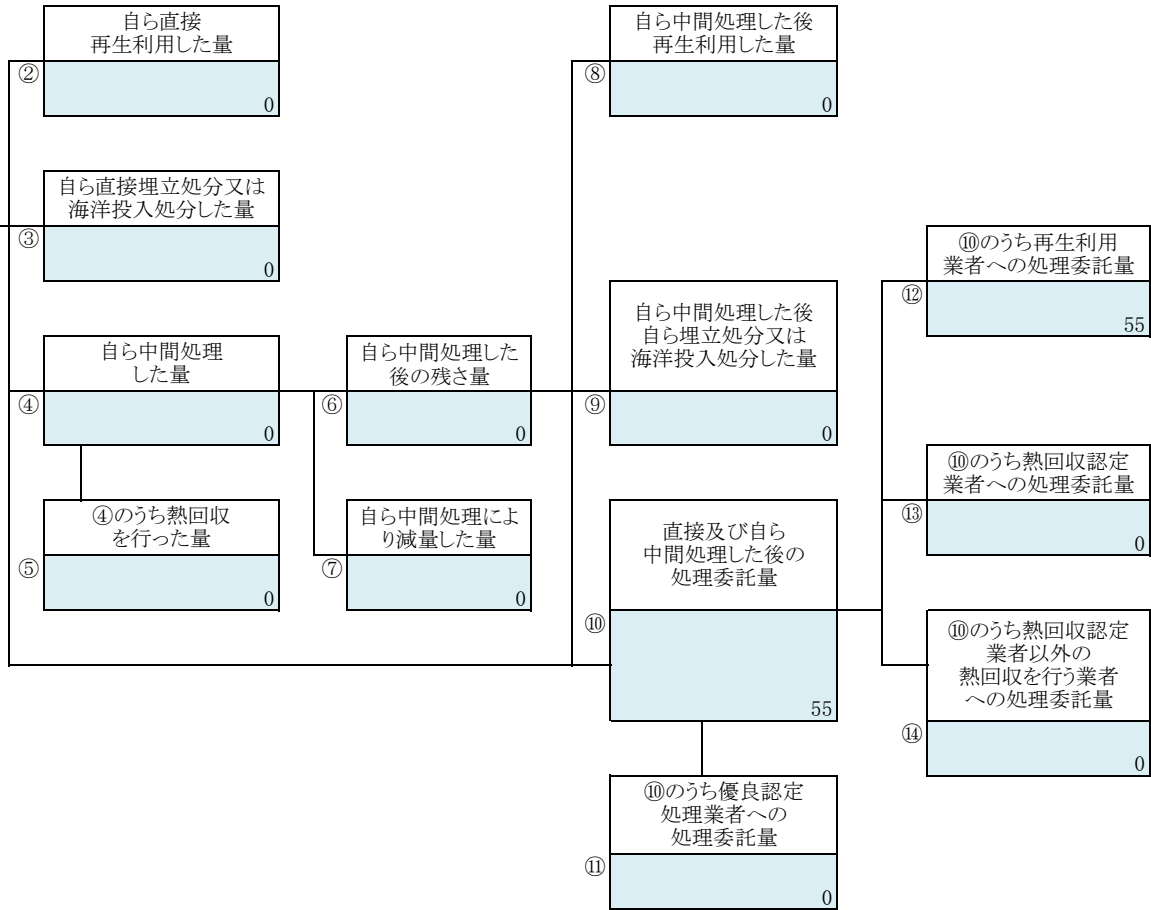 自ら直接
再生利用した量
②
0
自ら直接埋立処分又は
海洋投入処分した量
③
0
自ら中間処理
した量
④
0
④のうち熱回収
を行った量
⑤
0
自ら中間処理した
後の残さ量
⑥
0
自ら中間処理によ
り減量した量
⑦
0
自ら中間処理した後
再生利用した量
⑧
0
自ら中間処理した後
自ら埋立処分又は
海洋投入処分した量
⑨
0
直接及び自ら
中間処理した後の
処理委託量
⑩
55
⑩のうち優良認定
処理業者への
処理委託量
⑪
0
⑩のうち再生利用
業者への処理委託量
⑫
55
⑩のうち熱回収認定
業者への処理委託量
⑬
0
⑩のうち熱回収認定
業者以外の
熱回収を行う業者
への処理委託量
⑭
0